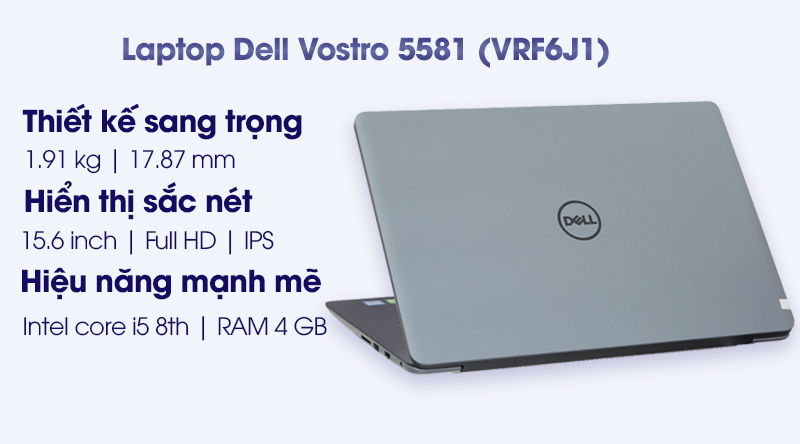 Laptop Dell Vostro 5581 (VRF6J1)
Thiết kế sang trọng
1.91 kg | 17.87 mm
Hiển thị sắc nét
15.6 inch | Full HD | IPS
Hiệu năng mạnh mẽ
Intel core i5 8th | RAM 4 GB
DELL